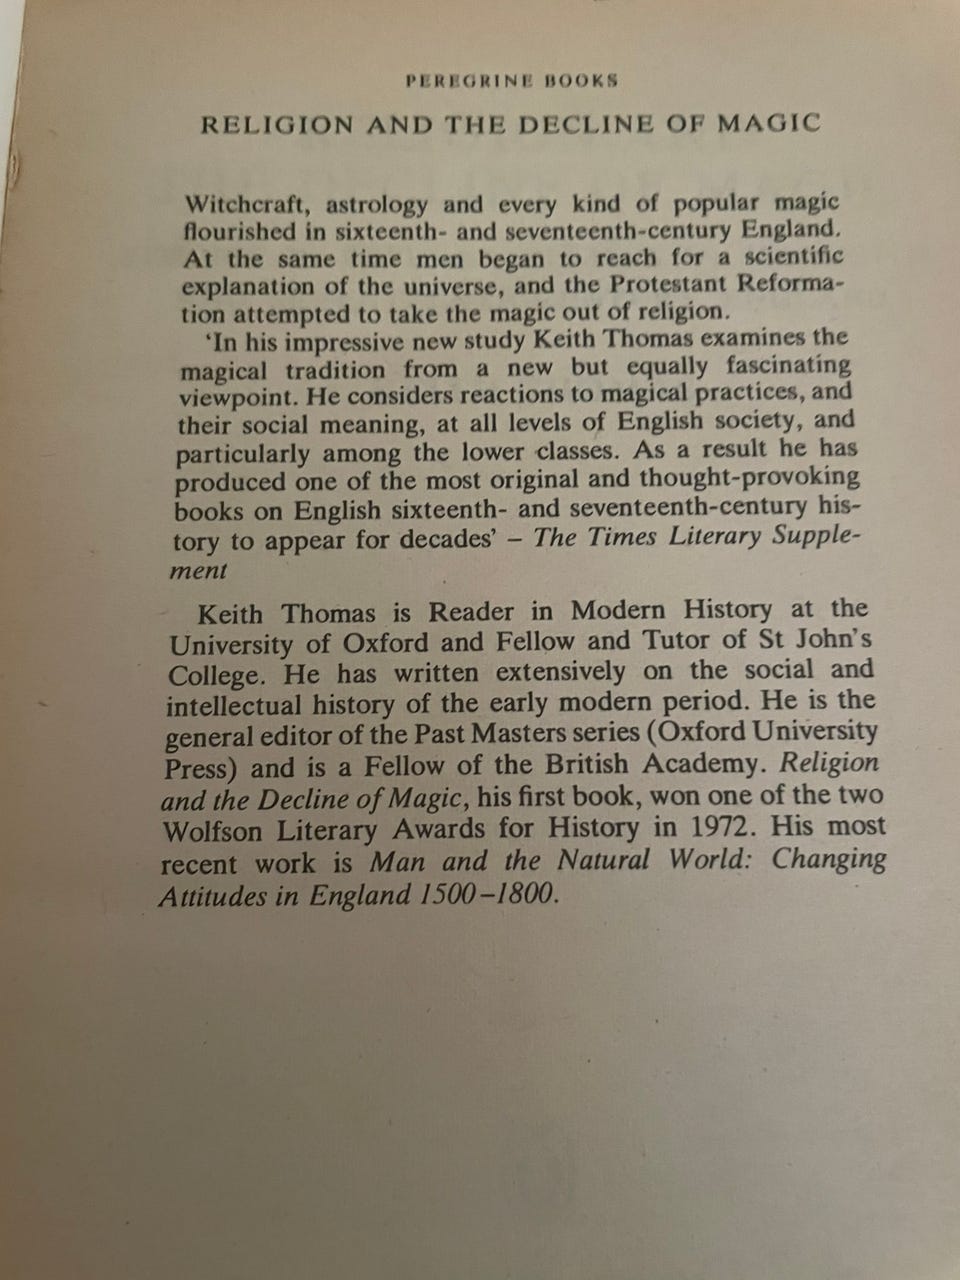 PEREGRINE BOOKS
RELIGION AND THE DECLINE OF MAGIC
Witchcraft, astrology and every kind of popular magic
flourished in sixteenth- and seventeenth-century England.
At the same time men began to reach for a scientific
explanation of the universe, and the Protestant Reforma-
tion attempted to take the magic out of religion.
‘In his impressive new study Keith Thomas examines the
magical tradition from a new but equally fascinating
viewpoint. He considers reactions to magical practices, and
their social meaning, at all levels of English society, and
particularly among the lower classes. As a result he has
produced one of the most original and thought-provoking
books on English sixteenth- and seventeenth-century his-
tory to appear for decades’ – The Times Literary Supple-
ment
Keith Thomas is Reader in Modern History at the
University of Oxford and Fellow and Tutor of St John’s
College. He has written extensively on the social and
intellectual history of the early modern period. He is the
general editor of the Past Masters series (Oxford University
Press) and is a Fellow of the British Academy. Religion
and the Decline of Magic, his first book, won one of the two
Wolfson Literary Awards for History in 1972. His most
recent work is Man and the Natural World: Changing
Attitudes in England 1500–1800.